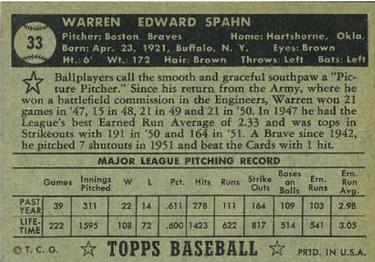 33
WARREN EDWARD SPAHN
Pitcher: Boston Braves Home: Hartshorne, Okla.
Born: Apr. 23, 1921, Buffalo, N. Y. Eyes: Brown
Ht.: 6' Wt.: 172 Hair: Brown Throws: Left Bats: Left
Ballplayers call the smooth and graceful southpaw a "Pic-
ture Pitcher." Since his return from the Army, where he
won a battlefield commission in the Engineers, Warren won 21
games in '47, 15 in 48, 21 in 49 and 21 in '50. In 1947 he had the
League's best Earned Run Average of 2.33 and was tops in
Strikeouts with 191 in '50 and 164 in '51. A Brave since 1942,
he pitched 7 shutouts in 1951 and beat the Cards with 1 hit.
MAJOR LEAGUE PITCHING RECORD
Games Innings Pitched W L Pct. Hits Runs Strike Outs Bases on Balls Ern. Runs Ern. Run Avg.
PAST YEAR 39 311 22 14 .611 278 111 164 109 103 2.98
LIFE-TIME 222 1595 108 72 .600 1423 622 817 514 541 3.05
© T. C. G. TOPPS BASEBALL PRTD. IN U.S.A.